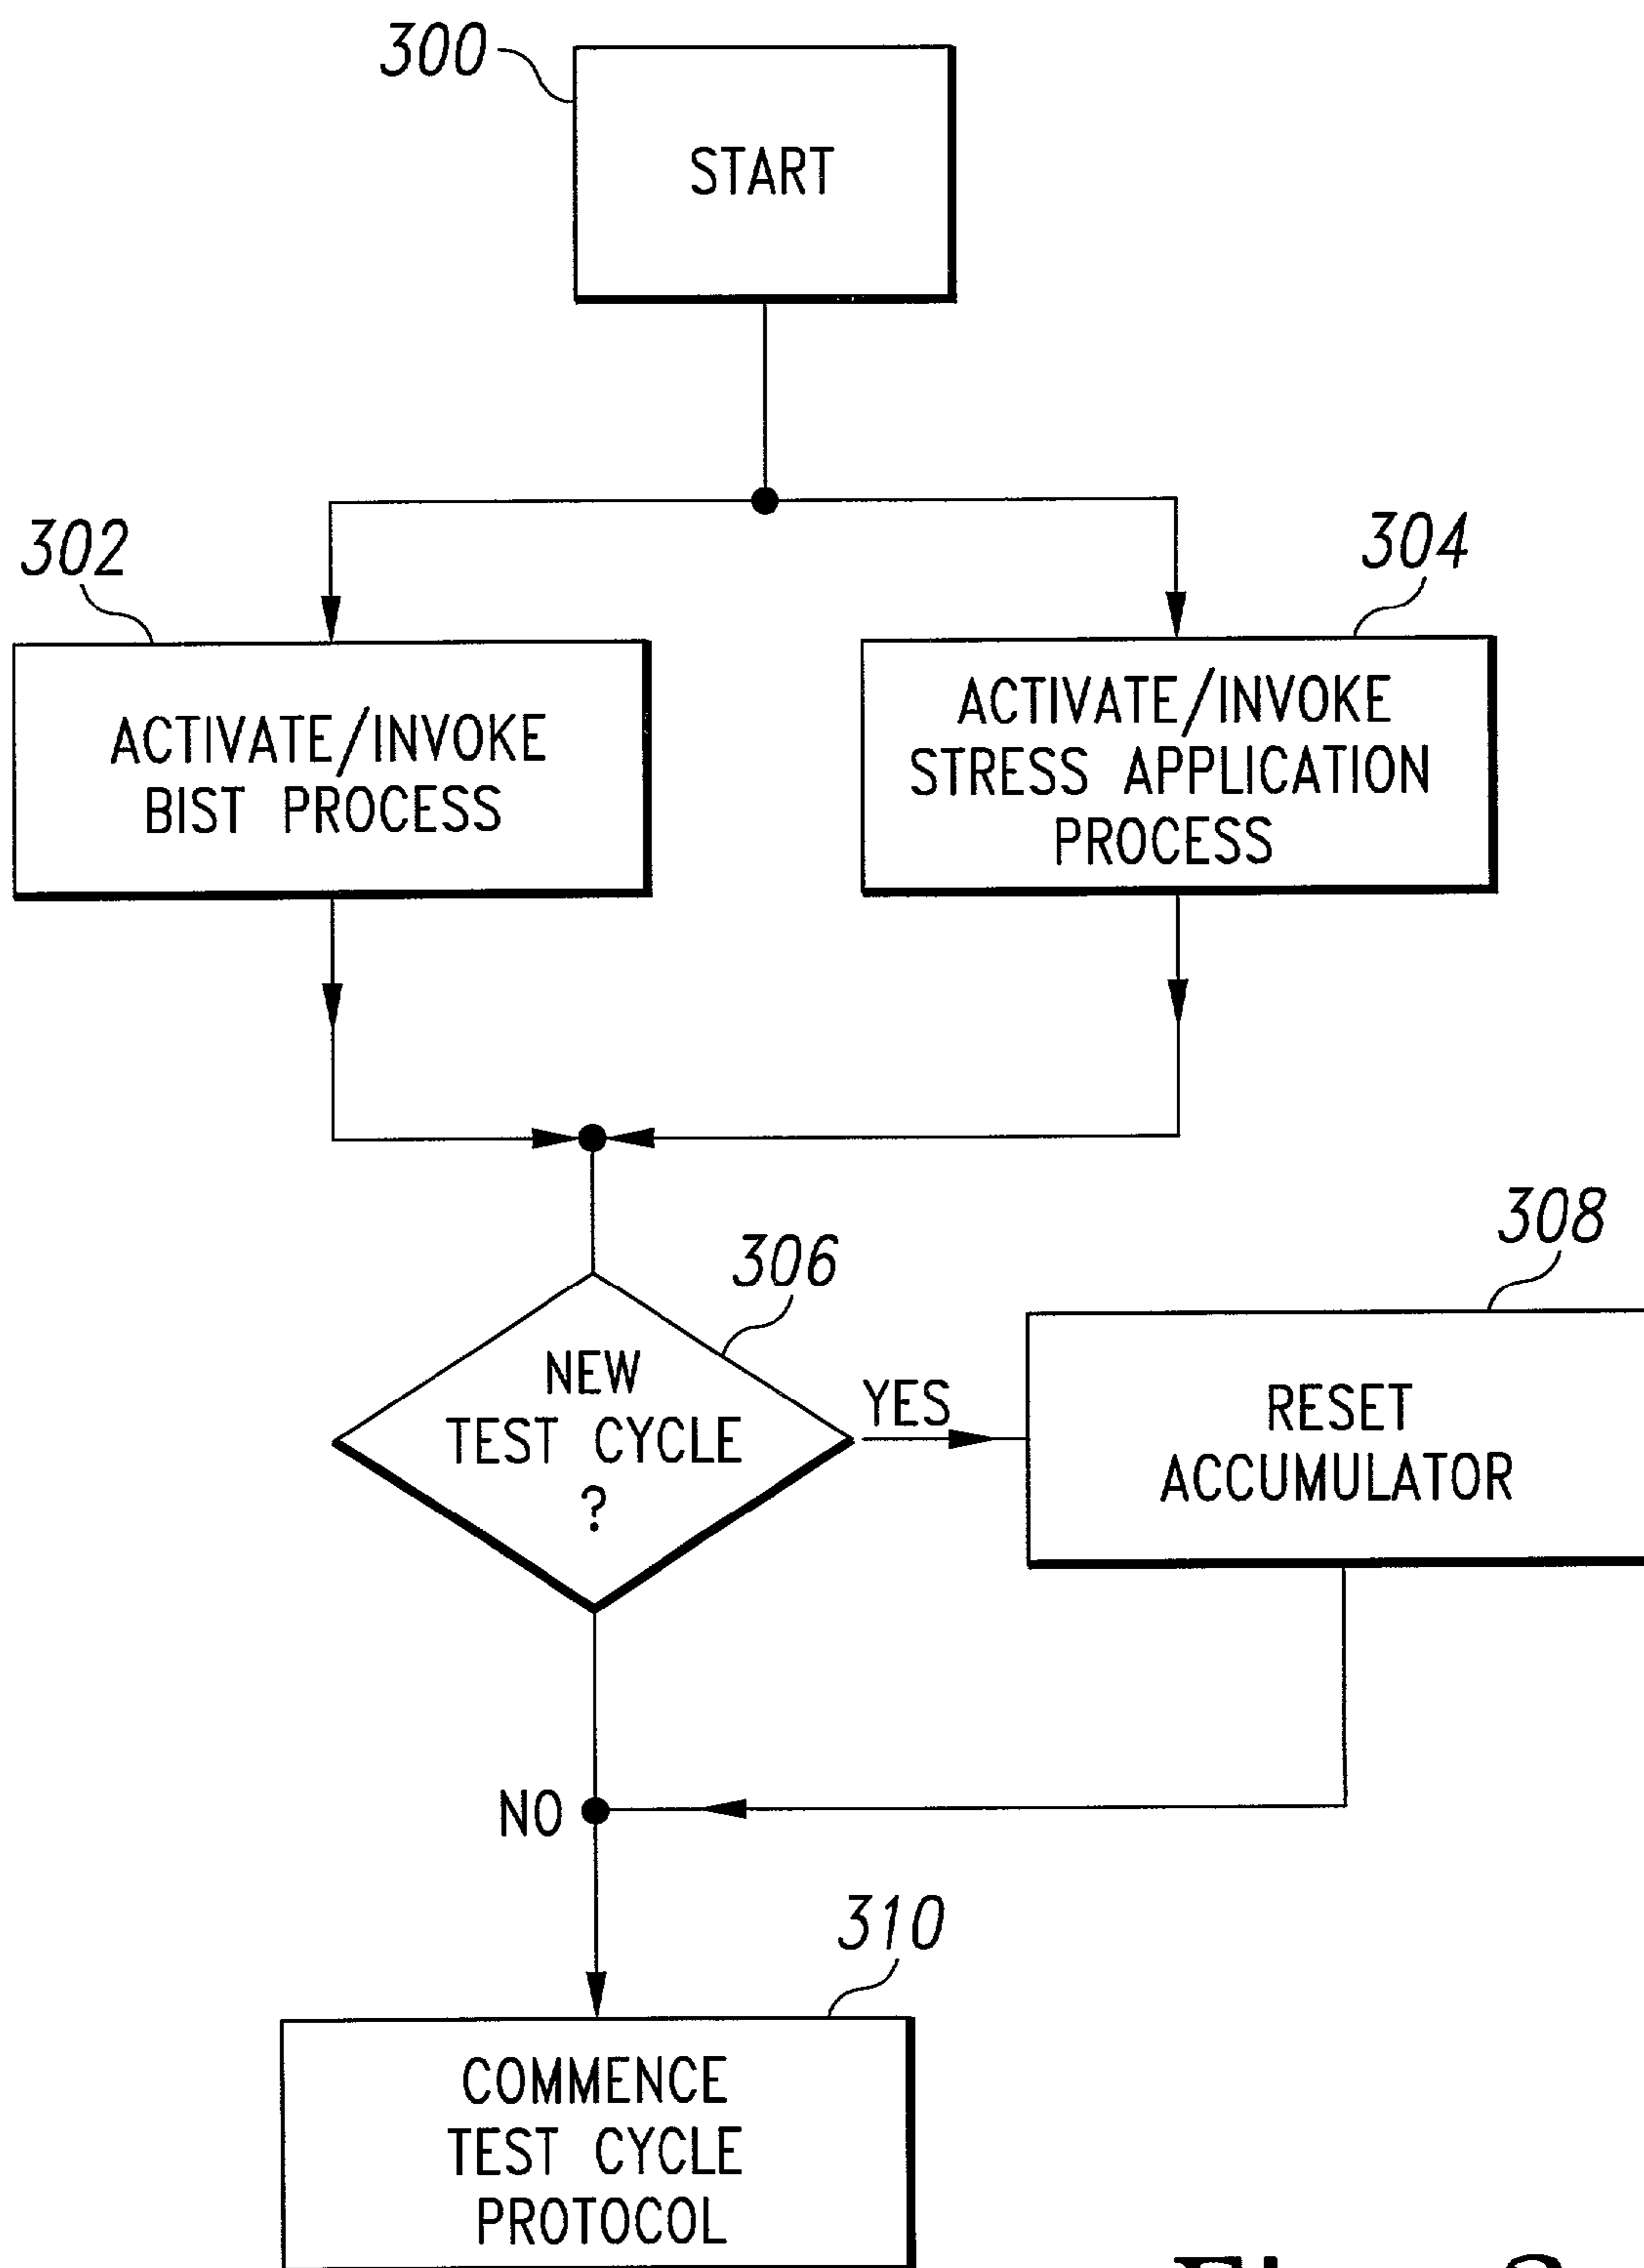 300
START
302
304
ACTIVATE/INVOKE
BIST PROCESS
ACTIVATE/INVOKE
STRESS APPLICATION
PROCESS
306
308
NEW
TEST CYCLE
?
YES
RESET
ACCUMULATOR
NO
310
COMMENCE
TEST CYCLE
PROTOCOL